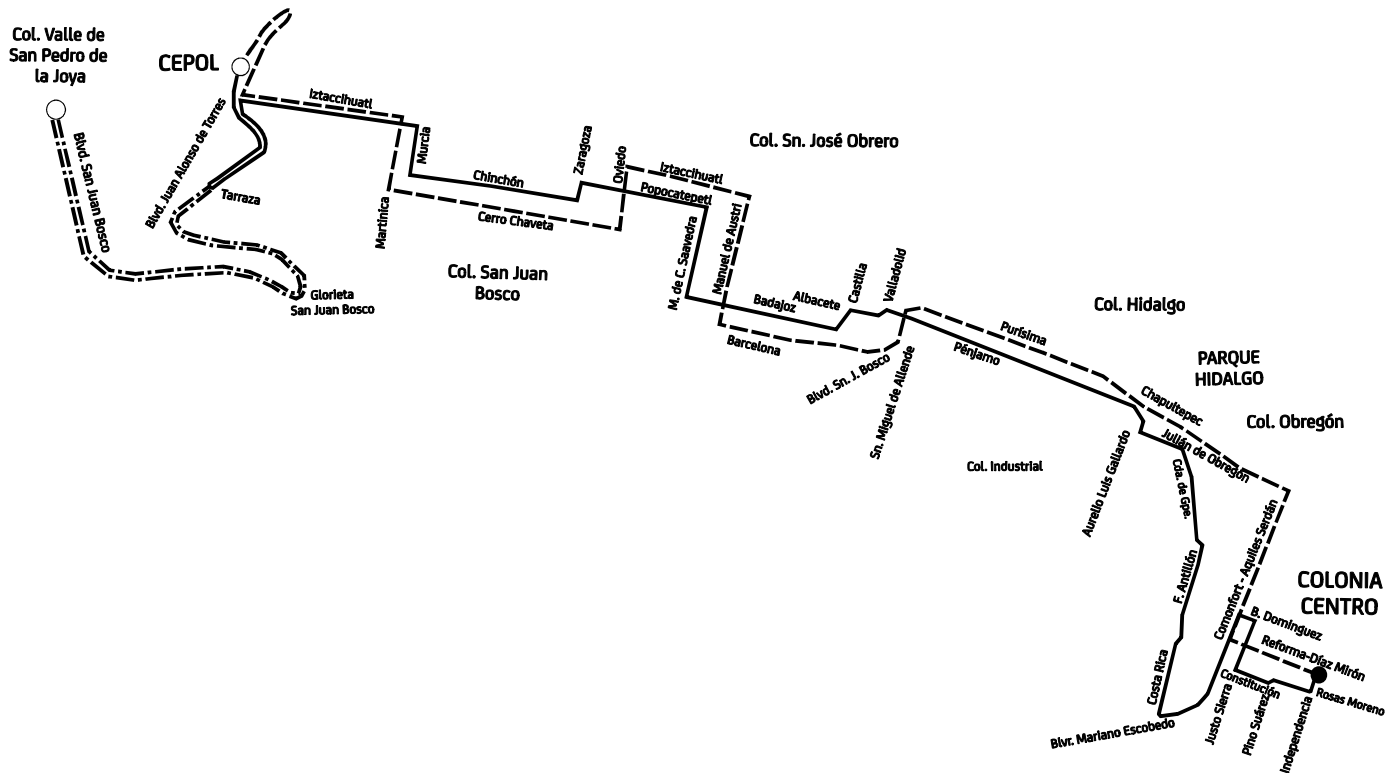 Col. Valle de
San Pedro de
la Joya
CEPOL
Blvd. San Juan Bosco
Blvd. Juan Alonso de Torres
Tarraza
Iztaccihuatl
Murcia
Martinica
Chinchón
Cerro Chaveta
Zaragoza
Oviedo
Iztaccihuatl
Popocatepetl
Col. Sn. José Obrero
Col. San Juan
Bosco
Glorieta
San Juan Bosco
M. de C. Saavedra
Manuel de Austri
Badajoz
Albacete
Castilla
Valladolid
Barcelona
Blvd. Sn. J. Bosco
Sn. Miguel de Allende
Purísima
Pénjamo
Col. Hidalgo
PARQUE
HIDALGO
Chapultepec
Col. Obregón
Julián de Obregón
Col. Industrial
Aurelio Luis Gallardo
Cda. de Gpe.
F. Antillón
Comonfort - Aquiles Serdán
COLONIA
CENTRO
B. Dominguez
Reforma-Díaz Mirón
Costa Rica
Constitución
Rosas Moreno
Justo Sierra
Pino Suárez
Independencia
Blvr. Mariano Escobedo